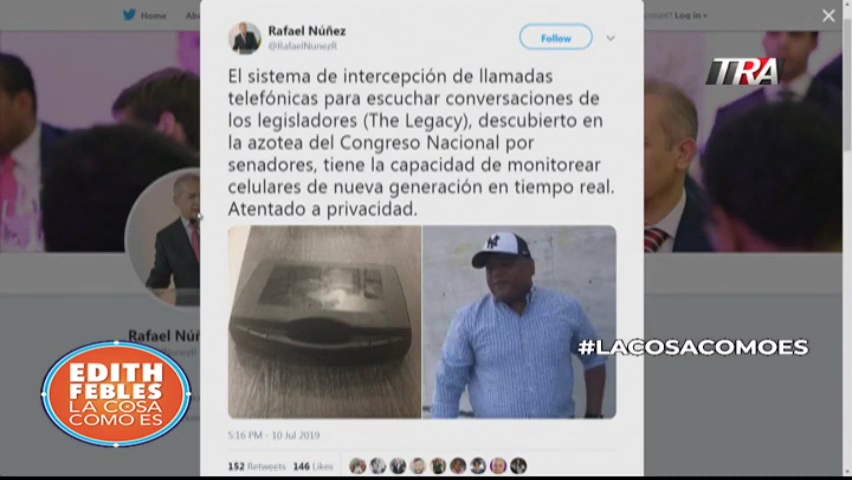 Home
Abo
account? Log in
Rafael Núñez
@RafaelNunezR
Follow
TRA
El sistema de intercepción de llamadas
telefónicas para escuchar conversaciones de
los legisladores (The Legacy), descubierto en
la azotea del Congreso Nacional por
senadores, tiene la capacidad de monitorear
celulares de nueva generación en tiempo real.
Atentado a privacidad.
Rafael Núñ
#LACOSACOMOES
EDITH
FEBLES
LA COSA
COMO ES
5:16 PM - 10 Jul 2019
152 Retweets 146 Likes